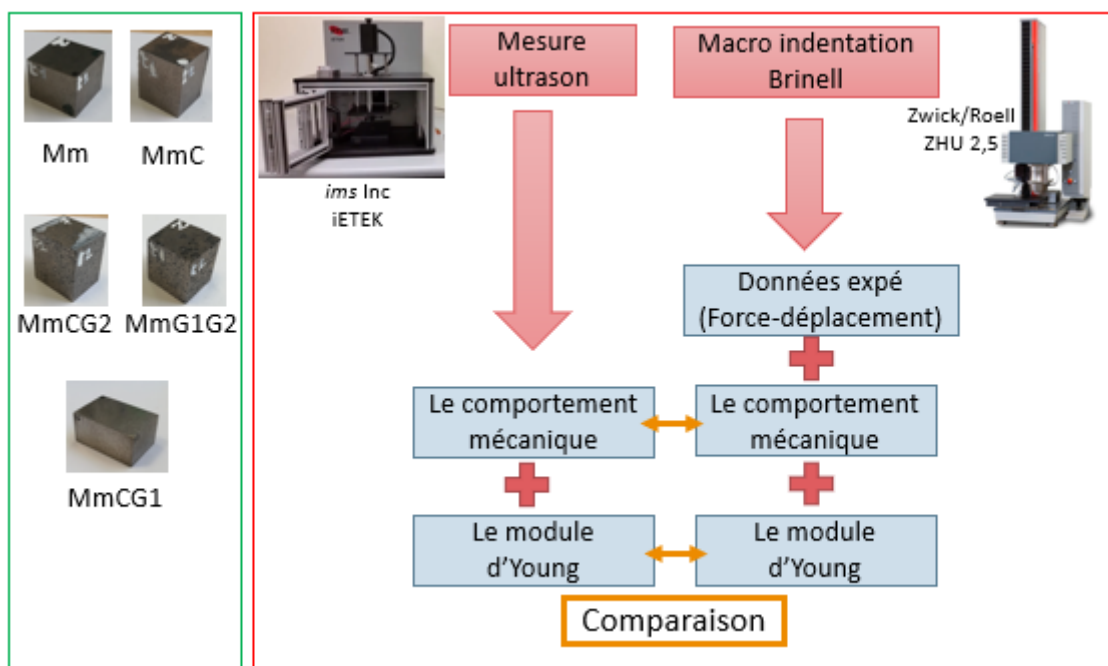 Mm
MmC
MmCG2
MmG1G2
MmCG1
ims Inc
iETEK
Mesure
ultrason
Macro indentation
Brinell
Zwick/Roell
ZHU 2,5
Données expé
(Force-déplacement)
Le comportement
mécanique
Le comportement
mécanique
Le module
d'Young
Le module
d'Young
Comparaison